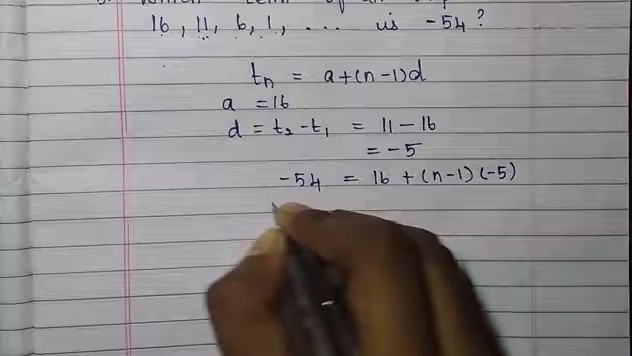 16, 11, 6, 1, .... is -54?
tn = a+(n-1)d
a = 16
d = t2-t1 = 11-16
= -5
-54 = 16+(n-1)(-5)